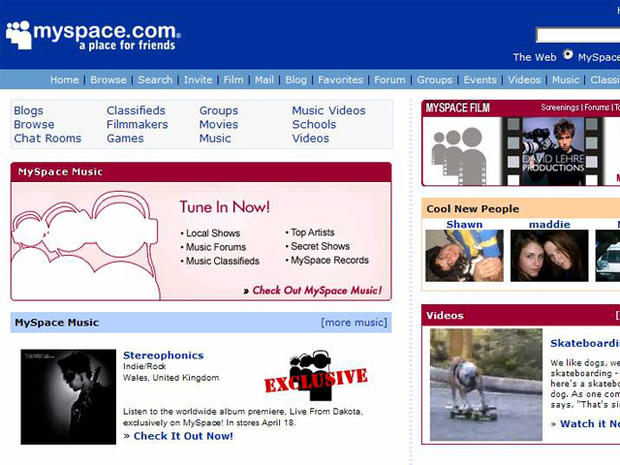 myspace.com®
a place for friends
The Web MySpace
Home | Browse | Search | Invite | Film | Mail | Blog | Favorites | Forum | Groups | Events | Videos | Music |
Blogs Classifieds Groups Music Videos
Browse Filmmakers Movies Schools
Chat Rooms Games Music Videos
MYSPACE FILM Screenings | Forums |
DAVID LEHRE
PRODUCTIONS
MySpace Music
Tune In Now!
• Local Shows • Top Artists
• Music Forums • Secret Shows
• Music Classifieds • MySpace Records
» Check Out MySpace Music!
Cool New People
Shawn maddie
MySpace Music [more music]
Stereophonics
Indie/Rock
Wales, United Kingdom
EXCLUSIVE
Listen to the worldwide album premiere, Live From Dakota,
exclusively on MySpace! In stores April 18.
» Check It Out Now!
Videos [
Skateboarding
We like dogs, we
skateboarding --
here's a skateb
dog. As one com
says, "That's si
» Watch it No